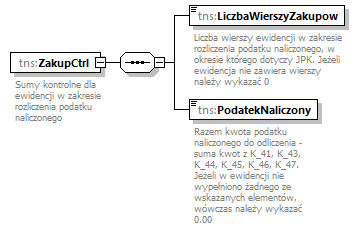 tns:LiczbaWierszyZakupow
Liczba wierszy ewidencji w zakresie
rozliczenia podatku naliczonego, w
okresie którego dotyczy JPK. Jeżeli
ewidencja nie zawiera wierszy
należy wykazać 0
tns:ZakupCtrl
Sumy kontrolne dla
ewidencji w zakresie
rozliczenia podatku
naliczonego
tns:PodatekNaliczony
Razem kwota podatku
naliczonego do odliczenia -
suma kwot z K_41, K_43,
K_44, K_45, K_46, K_47.
Jeżeli w ewidencji nie
wypełniono żadnego ze
wskazanych elementów,
wówczas należy wykazać
0.00